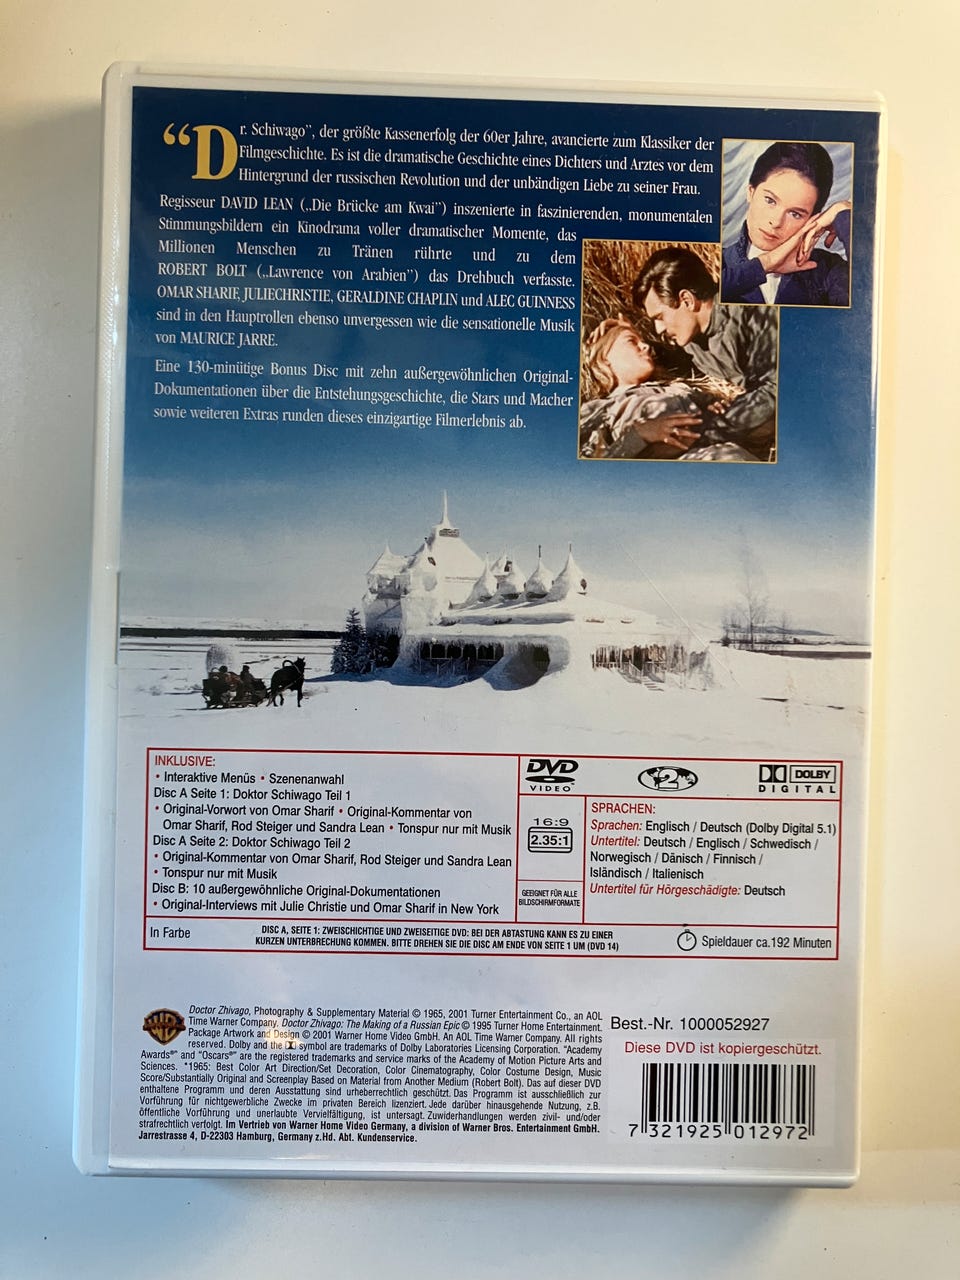 “Dr. Schiwago”, der größte Kassenerfolg der 60er Jahre, avancierte zum Klassiker der
Filmgeschichte. Es ist die dramatische Geschichte eines Dichters und Arztes vor dem
Hintergrund der russischen Revolution und der unbändigen Liebe zu seiner Frau.
Regisseur DAVID LEAN („Die Brücke am Kwai”) inszenierte in faszinierenden, monumentalen
Stimmungsbildern ein Kinodrama voller dramatischer Momente, das
Millionen Menschen zu Tränen rührte und zu dem
ROBERT BOLT („Lawrence von Arabien”) das Drehbuch verfasste.
OMAR SHARIF, JULIECHRISTIE, GERALDINE CHAPLIN und ALEC GUINNESS
sind in den Hauptrollen ebenso unvergessen wie die sensationelle Musik
von MAURICE JARRE.
Eine 130-minütige Bonus Disc mit zehn außergewöhnlichen Original-
Dokumentationen über die Entstehungsgeschichte, die Stars und Macher
sowie weiteren Extras runden dieses einzigartige Filmerlebnis ab.
INKLUSIVE:
• Interaktive Menüs • Szenenanwahl
Disc A Seite 1: Doktor Schiwago Teil 1
• Original-Vorwort von Omar Sharif • Original-Kommentar von
Omar Sharif, Rod Steiger und Sandra Lean • Tonspur nur mit Musik
Disc A Seite 2: Doktor Schiwago Teil 2
• Original-Kommentar von Omar Sharif, Rod Steiger und Sandra Lean
• Tonspur nur mit Musik
Disc B: 10 außergewöhnliche Original-Dokumentationen
• Original-Interviews mit Julie Christie und Omar Sharif in New York
DVD
VIDEO
2
DOLBY
DIGITAL
16:9
2.35:1
GEEIGNET FÜR ALLE
BILDSCHIRMFORMATE
SPRACHEN:
Sprachen: Englisch / Deutsch (Dolby Digital 5.1)
Untertitel: Deutsch / Englisch / Schwedisch /
Norwegisch / Dänisch / Finnisch /
Isländisch / Italienisch
Untertitel für Hörgeschädigte: Deutsch
In Farbe
DISC A, SEITE 1: ZWEISCHICHTIGE UND ZWEISEITIGE DVD: BEI DER ABTASTUNG KANN ES ZU EINER
KURZEN UNTERBRECHUNG KOMMEN. BITTE DREHEN SIE DIE DISC AM ENDE VON SEITE 1 UM (DVD 14)
Spieldauer ca.192 Minuten
WB
Doctor Zhivago, Photography & Supplementary Material © 1965, 2001 Turner Entertainment Co., an AOL
Time Warner Company. Doctor Zhivago: The Making of a Russian Epic © 1995 Turner Home Entertainment.
Package Artwork and Design © 2001 Warner Home Video GmbH. An AOL Time Warner Company. All rights
reserved. Dolby and the symbol are trademarks of Dolby Laboratories Licensing Corporation. "Academy
Awards®" and "Oscars®" are the registered trademarks and service marks of the Academy of Motion Picture Arts and
Sciences. *1965: Best Color Art Direction/Set Decoration, Color Cinematography, Color Costume Design, Music
Score/Substantially Original and Screenplay Based on Material from Another Medium (Robert Bolt). Das auf dieser DVD
enthaltene Programm und deren Ausstattung sind urheberrechtlich geschützt. Das Programm ist ausschließlich zur
Vorführung für nichtgewerbliche Zwecke im privaten Bereich lizenziert. Jede darüber hinausgehende Nutzung, z.B.
öffentliche Vorführung und unerlaubte Vervielfältigung, ist untersagt. Zuwiderhandlungen werden zivil- und/oder
strafrechtlich verfolgt. Im Vertrieb von Warner Home Video Germany, a division of Warner Bros. Entertainment GmbH.
Jarrestrasse 4, D-22303 Hamburg, Germany z.Hd. Abt. Kundenservice.
Best.-Nr. 1000052927
Diese DVD ist kopiergeschützt.
7 321925 012972